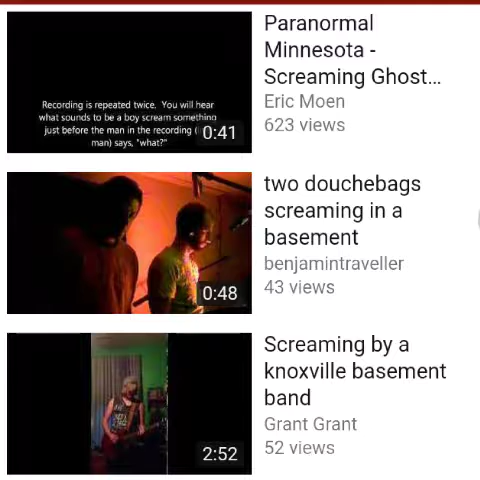 Recording is repeated twice. You will hear
what sounds to be a boy scream something
just before the man in the recording (
man) says, "what?"
0:41
Paranormal
Minnesota -
Screaming Ghost...
Eric Moen
623 views
0:48
two douchebags
screaming in a
basement
benjamintraveller
43 views
2:52
Screaming by a
knoxville basement
band
Grant Grant
52 views